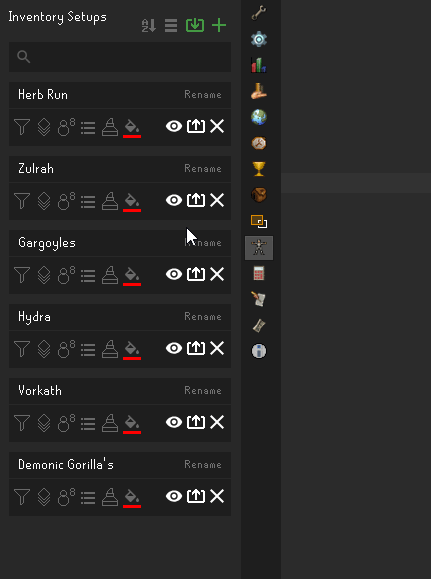 Inventory Setups
Herb Run Rename
Zulrah Rename
Gargoyles Rename
Hydra Rename
Vorkath Rename
Demonic Gorilla's Rename